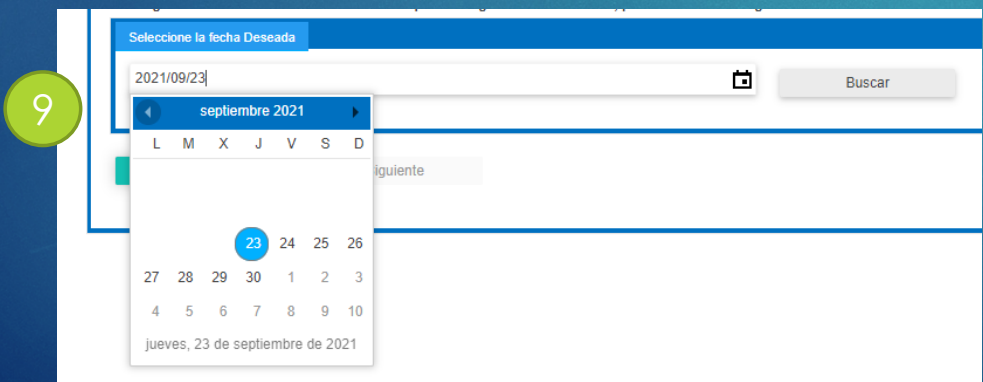 Seleccione la fecha Deseada
2021/09/23
Buscar
9
septiembre 2021
L M X J V S D
iguiente
23 24 25 26
27 28 29 30 1 2 3
4 5 6 7 8 9 10
jueves, 23 de septiembre de 2021